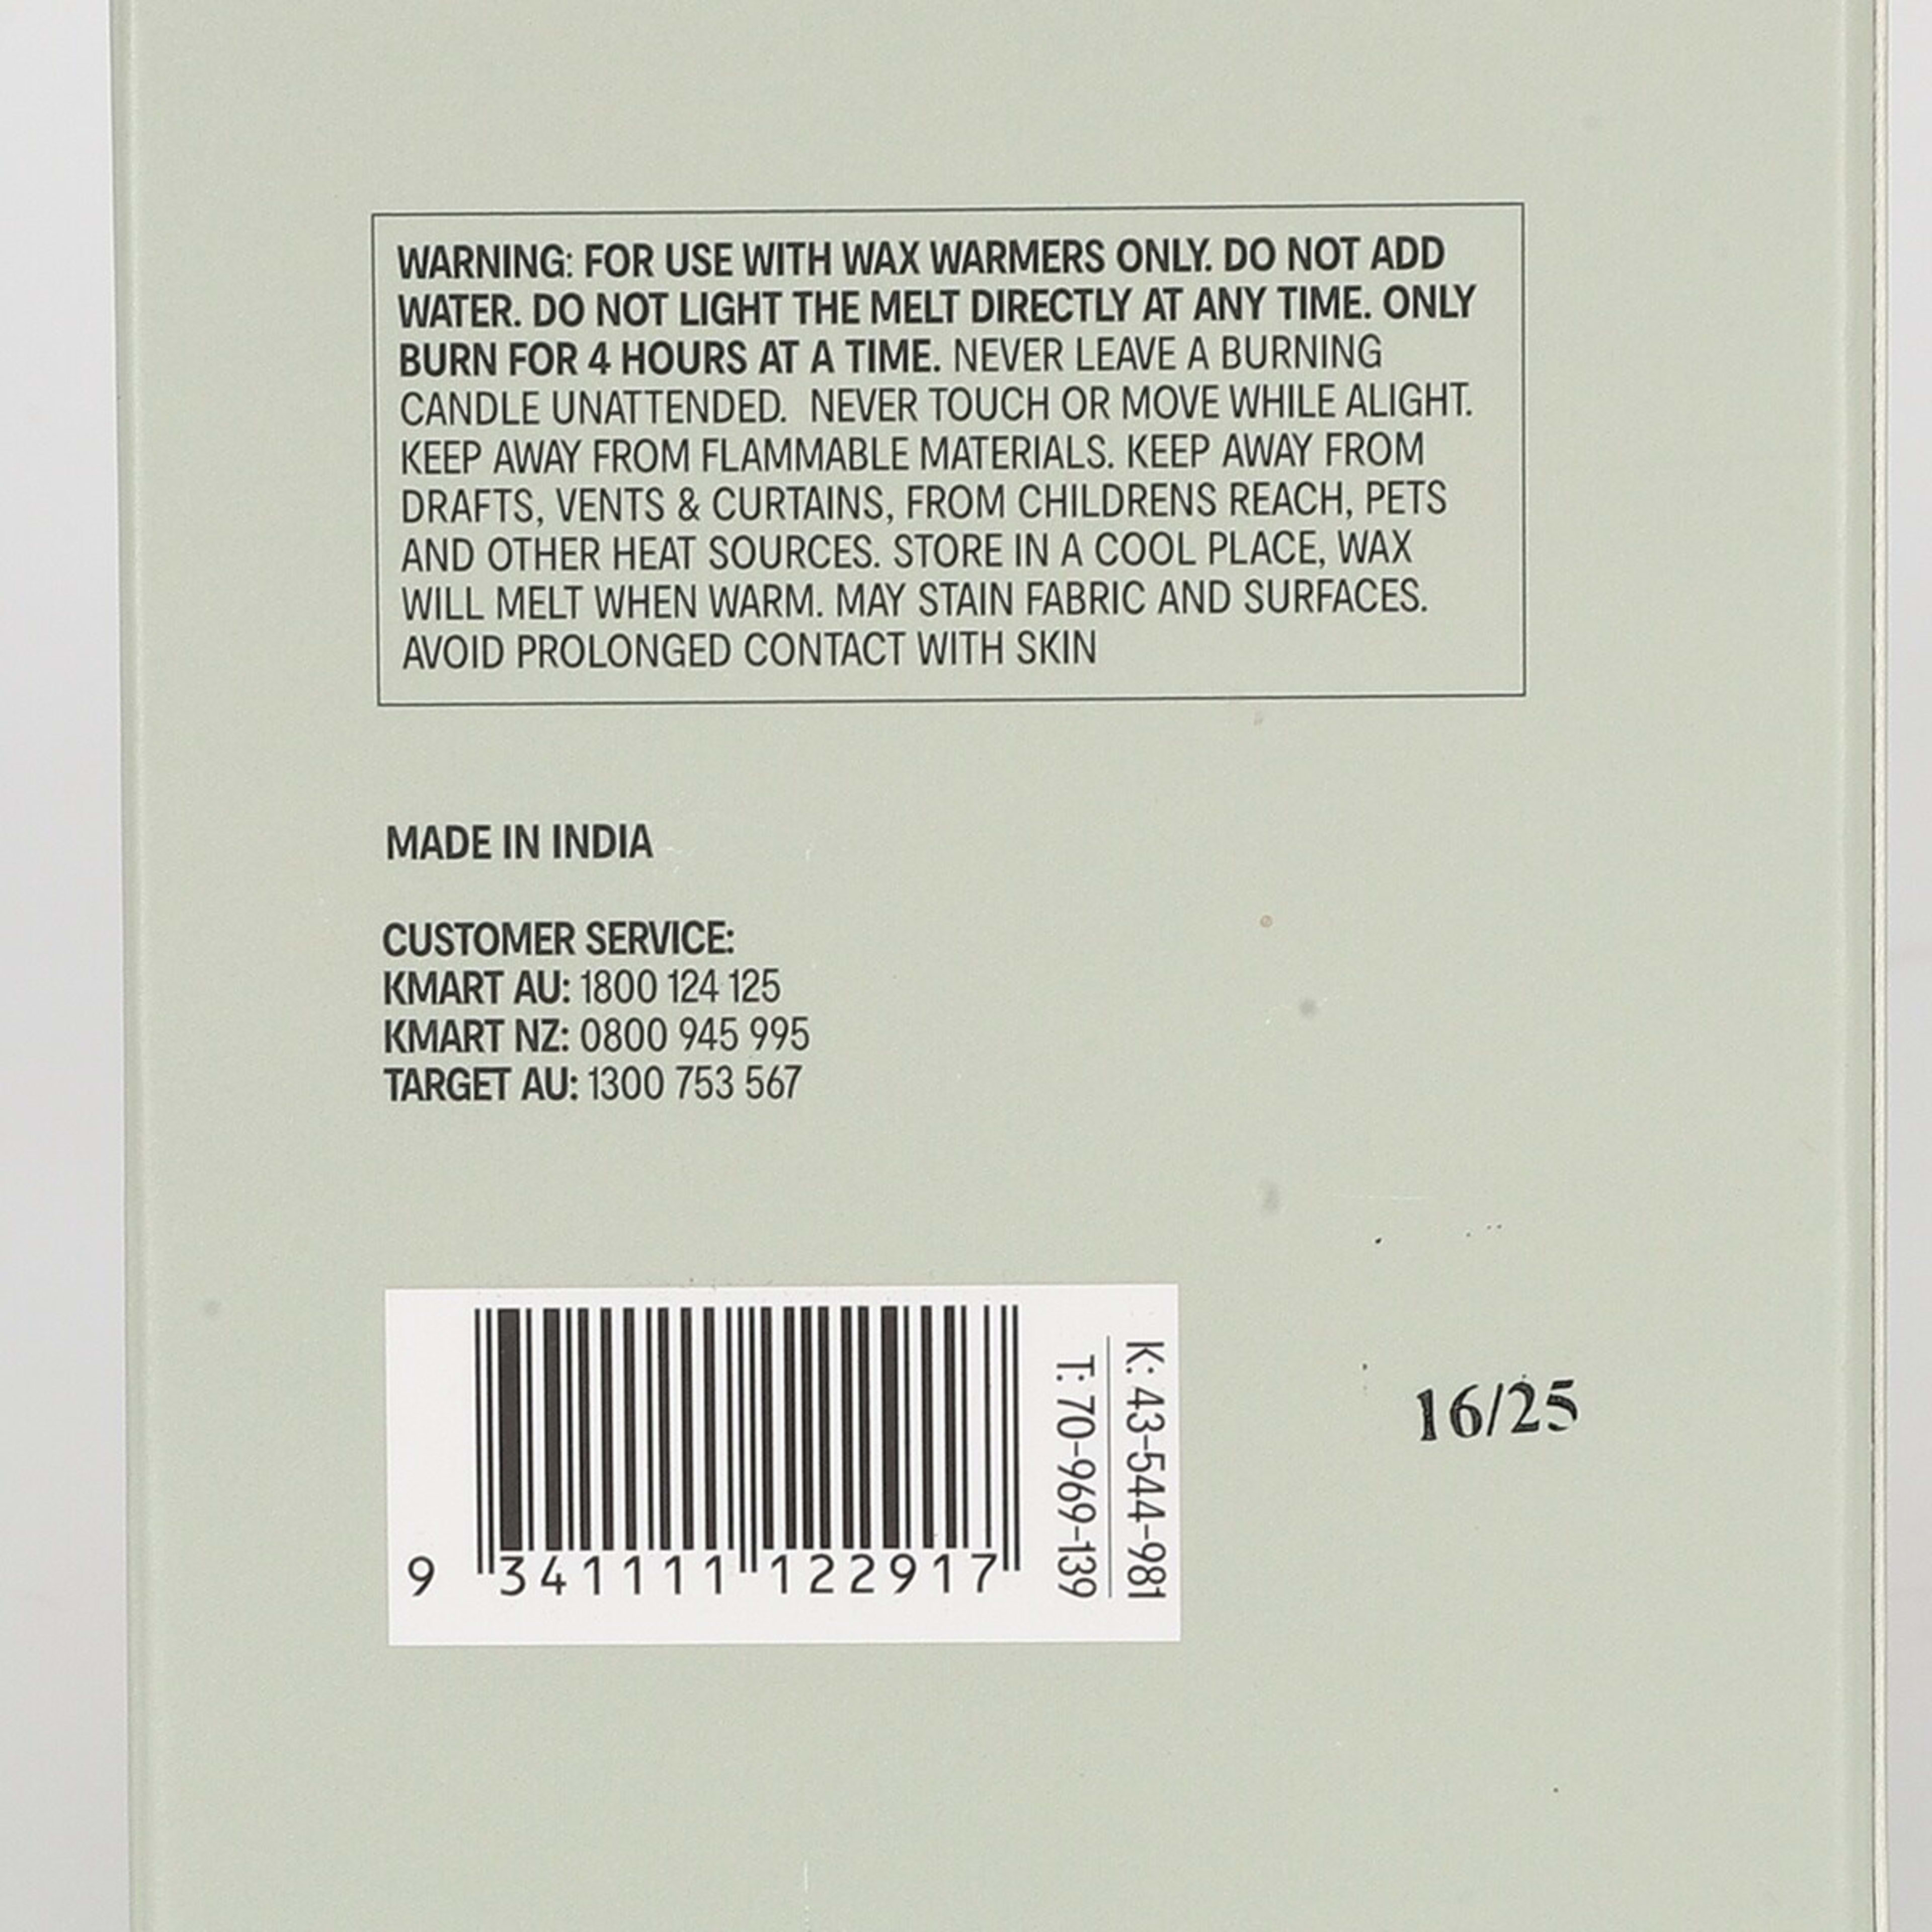 WARNING: FOR USE WITH WAX WARMERS ONLY. DO NOT ADD
WATER. DO NOT LIGHT THE MELT DIRECTLY AT ANY TIME. ONLY
BURN FOR 4 HOURS AT A TIME. NEVER LEAVE A BURNING
CANDLE UNATTENDED. NEVER TOUCH OR MOVE WHILE ALIGHT.
KEEP AWAY FROM FLAMMABLE MATERIALS. KEEP AWAY FROM
DRAFTS, VENTS & CURTAINS, FROM CHILDRENS REACH, PETS
AND OTHER HEAT SOURCES. STORE IN A COOL PLACE, WAX
WILL MELT WHEN WARM. MAY STAIN FABRIC AND SURFACES.
AVOID PROLONGED CONTACT WITH SKIN
MADE IN INDIA
CUSTOMER SERVICE:
KMART AU: 1800 124 125
KMART NZ: 0800 945 995
TARGET AU: 1300 753 567
9 341111 122917
K: 43-544-981
T: 70-969-139
16/25